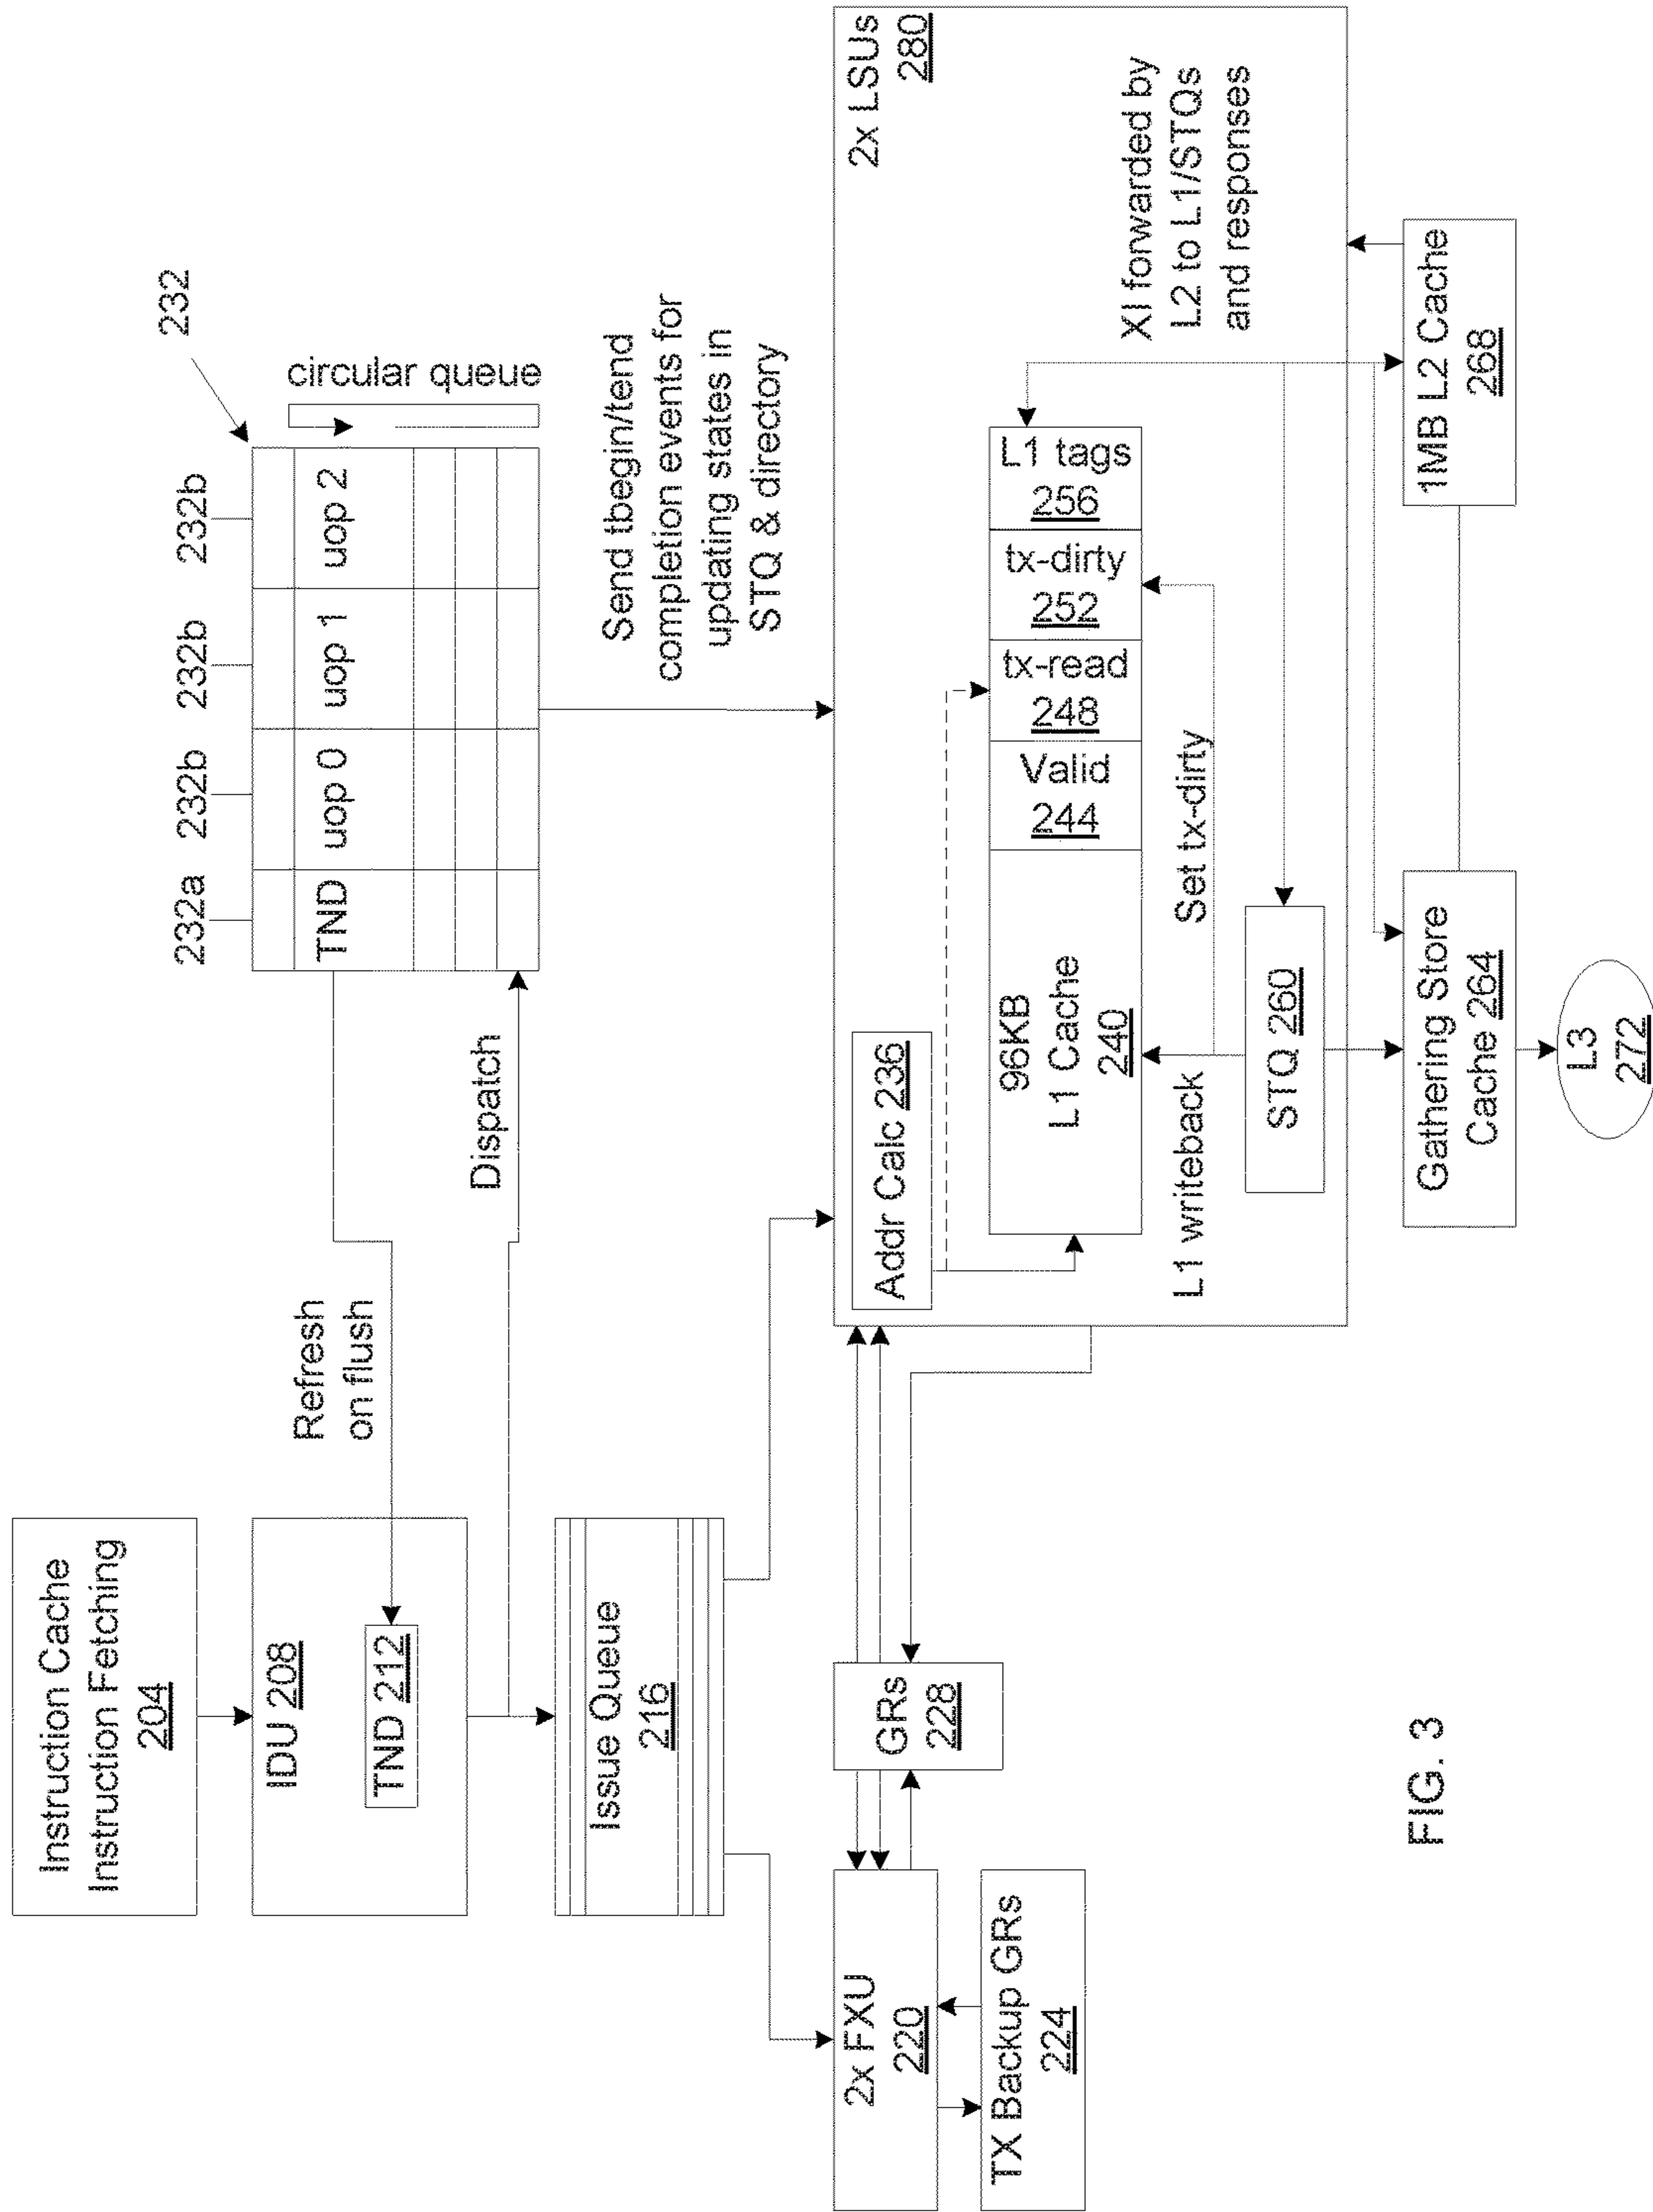 Instruction Cache
Instruction Fetching
204
IDU 208
TND 212
Refresh
on flush
Dispatch
232
232a
232b
232b
232b
TND
uop 0
uop 1
uop 2
circular queue
Issue Queue
216
Send tbegin/tend
completion events for
updating states in
STQ & directory
2x FXU
220
TX Backup GRs
224
GRs
228
2x LSUs
280
Addr Calc 236
96KB
L1 Cache
240
Valid
244
tx-read
248
tx-dirty
252
L1 tags
256
L1 writeback
Set tx-dirty
XI forwarded by
L2 to L1/STQs
and responses
STQ 260
Gathering Store
Cache 264
1MB L2 Cache
268
L3
272
FIG. 3